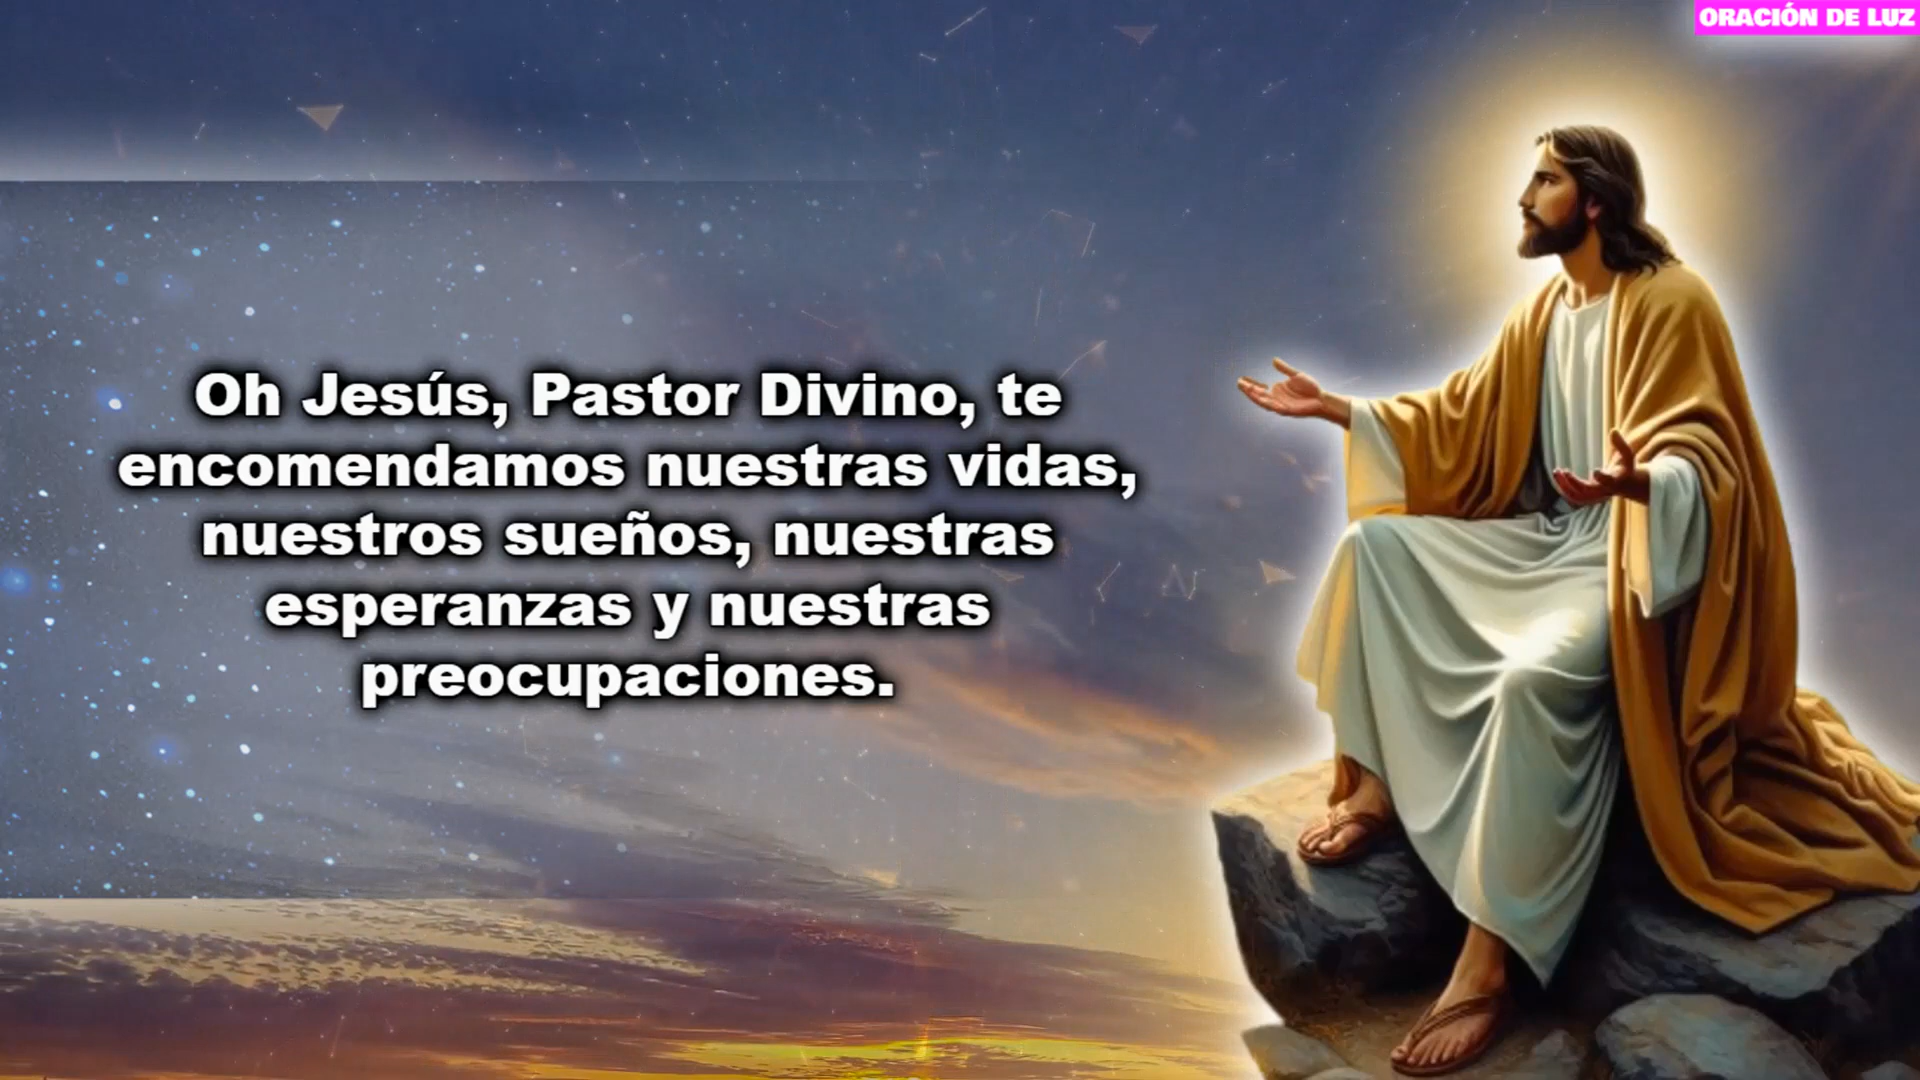 ORACIÓN DE LUZ
Oh Jesús, Pastor Divino, te
encomendamos nuestras vidas,
nuestros sueños, nuestras
esperanzas y nuestras
preocupaciones.